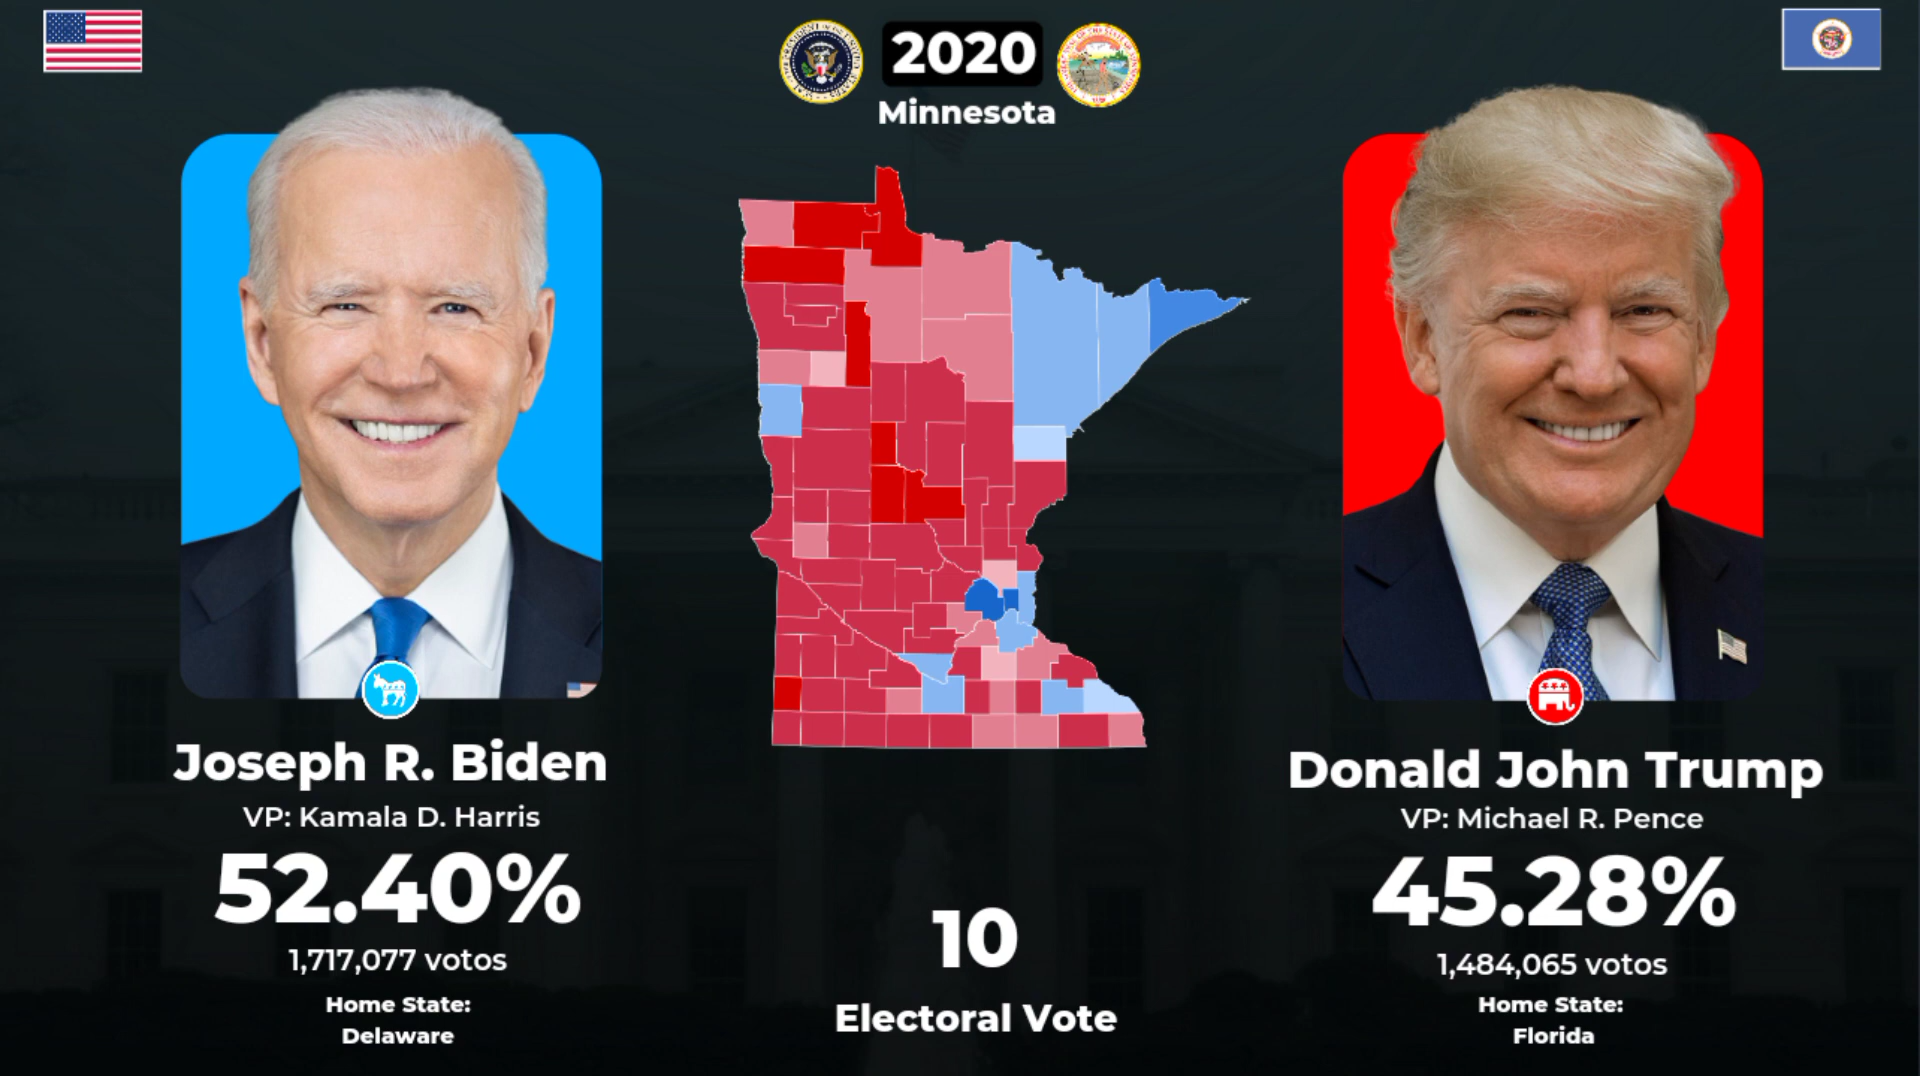 2020
Minnesota
Joseph R. Biden
VP: Kamala D. Harris
52.40%
1,717,077 votos
Home State:
Delaware
10
Electoral Vote
Donald John Trump
VP: Michael R. Pence
45.28%
1,484,065 votos
Home State:
Florida